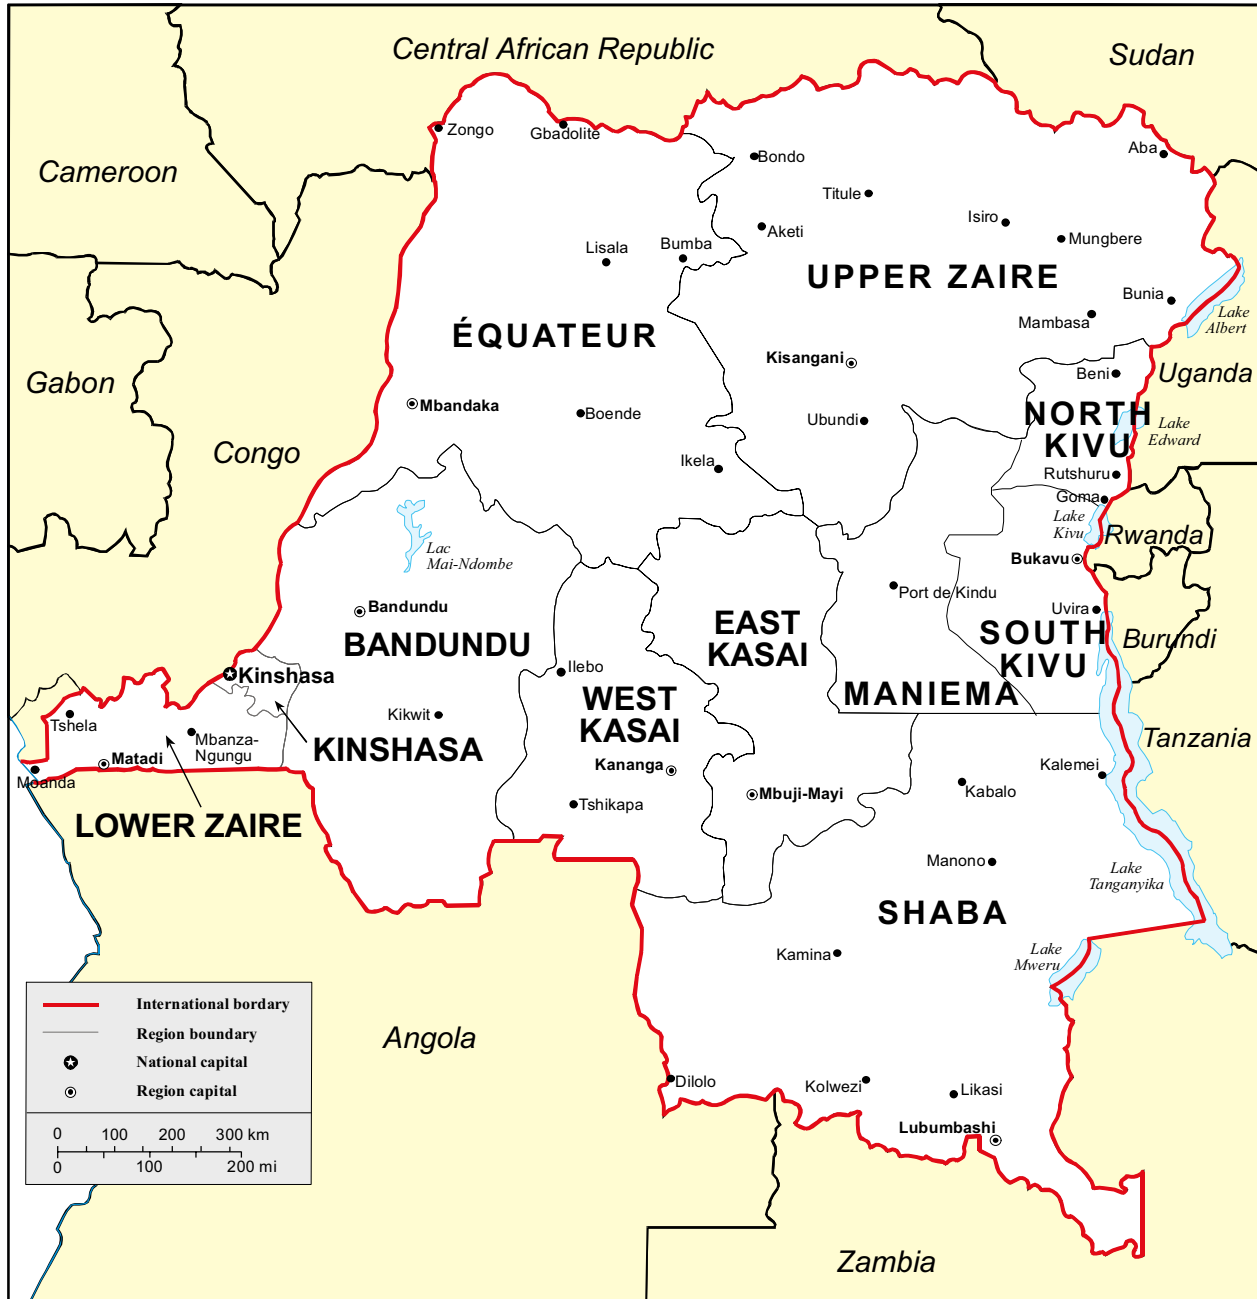 Central African Republic
Sudan
Zongo
Gbadolite
Cameroon
Bondo
Aba
Titule
Isiro
Aketi
Mungbere
Lisala
Bumba
UPPER ZAIRE
Bunia
Lake
Albert
Mambasa
ÉQUATEUR
Kisangani
Gabon
Beni
Uganda
Mbandaka
Boende
Ubundi
NORTH
KIVU
Lake
Edward
Congo
Ikela
Rutshuru
Goma
Lake
Kivu
Rwanda
Lac
Mai-Ndombe
Bukavu
Port de Kindu
Bandundu
Uvira
BANDUNDU
EAST
KASAI
SOUTH
KIVU
Burundi
Kinshasa
Ilebo
WEST
KASAI
MANIEMA
Tshela
Kikwit
Mbanza-
Ngungu
KINSHASA
Tanzania
Matadi
Moanda
Kananga
Kalemei
Mbuji-Mayi
Kabalo
Tshikapa
LOWER ZAIRE
Manono
Lake
Tanganyika
SHABA
Kamina
Lake
Mweru
International bordary
Region boundary
National capital
Region capital
0 100 200 300 km
0 100 200 mi
Angola
Dilolo
Kolwezi
Likasi
Lubumbashi
Zambia